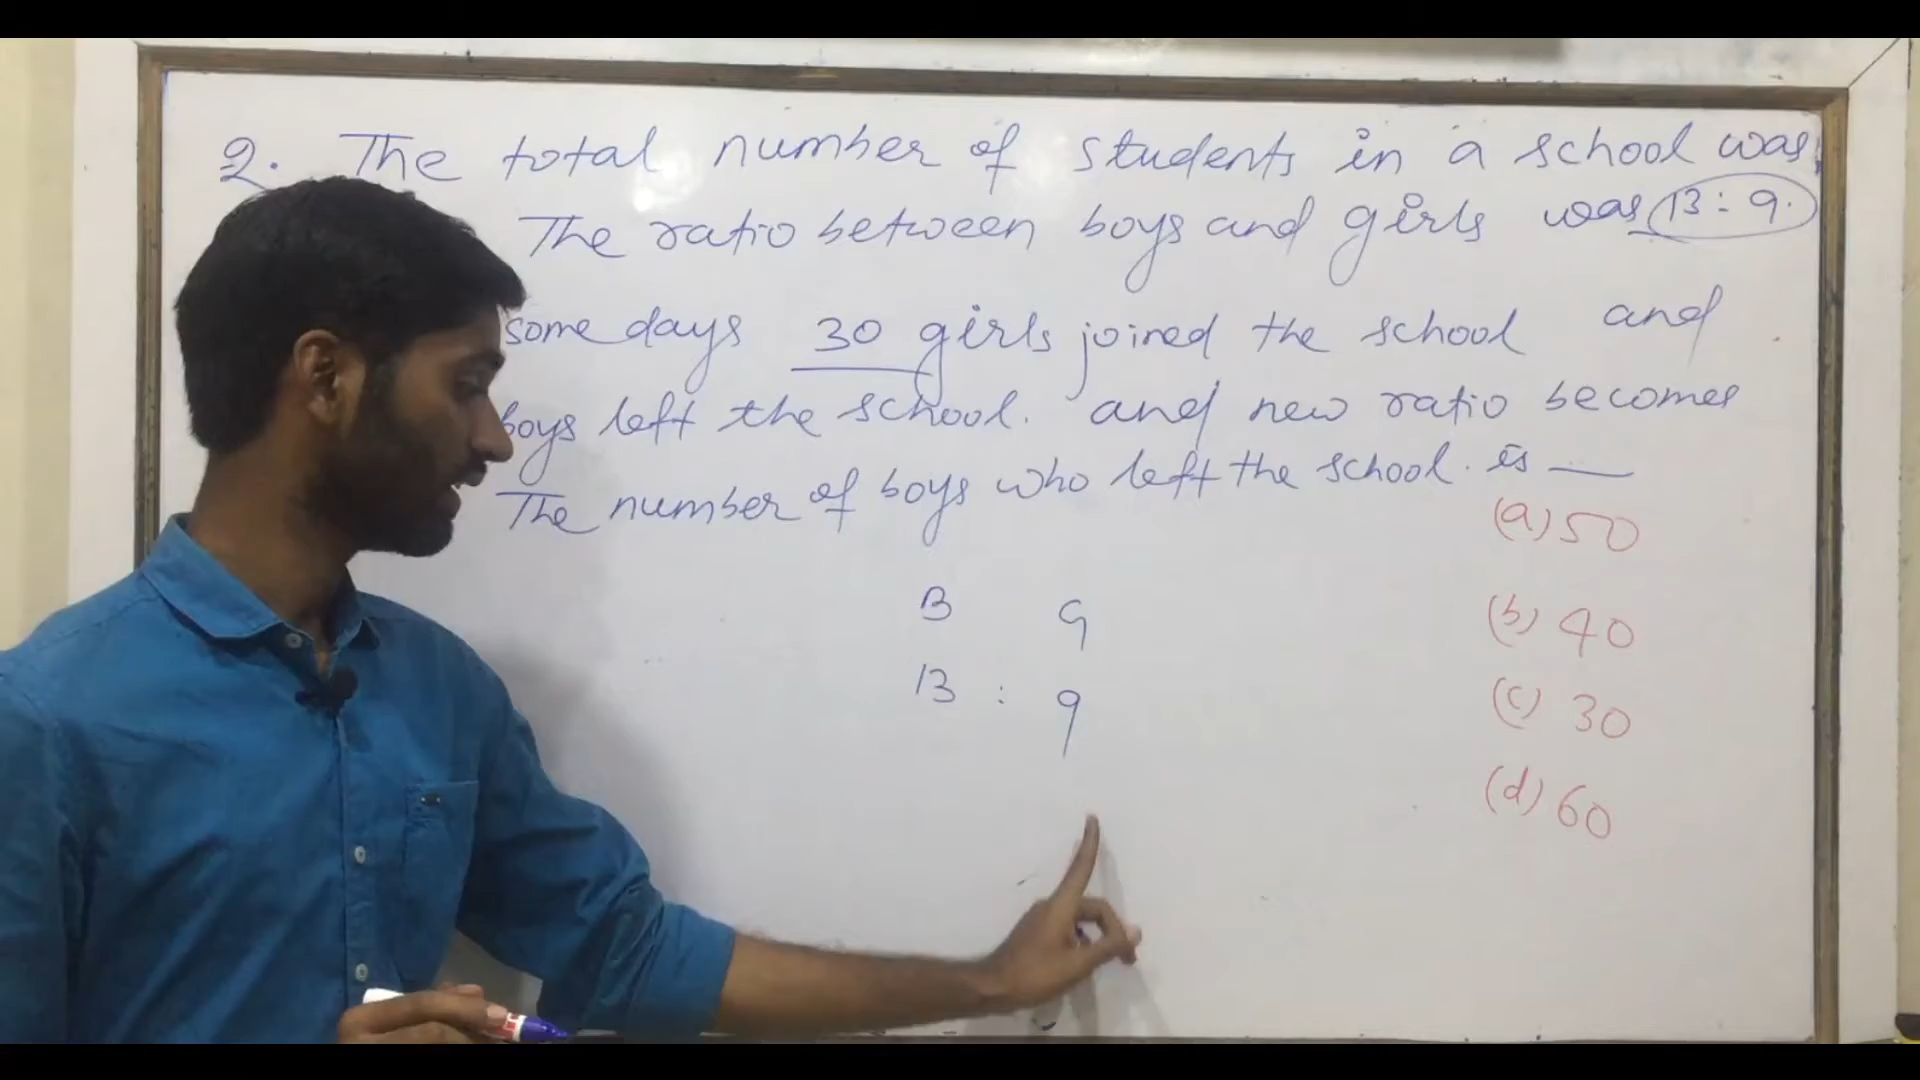 2. The total number of students in a school was
The ratio between boys and girls was 13 : 9.
some days 30 girls joined the school and
boys left the school. and new ratio becomes
The number of boys who left the school. is __
(a) 50
B G
(b) 40
13 : 9
(c) 30
(d) 60